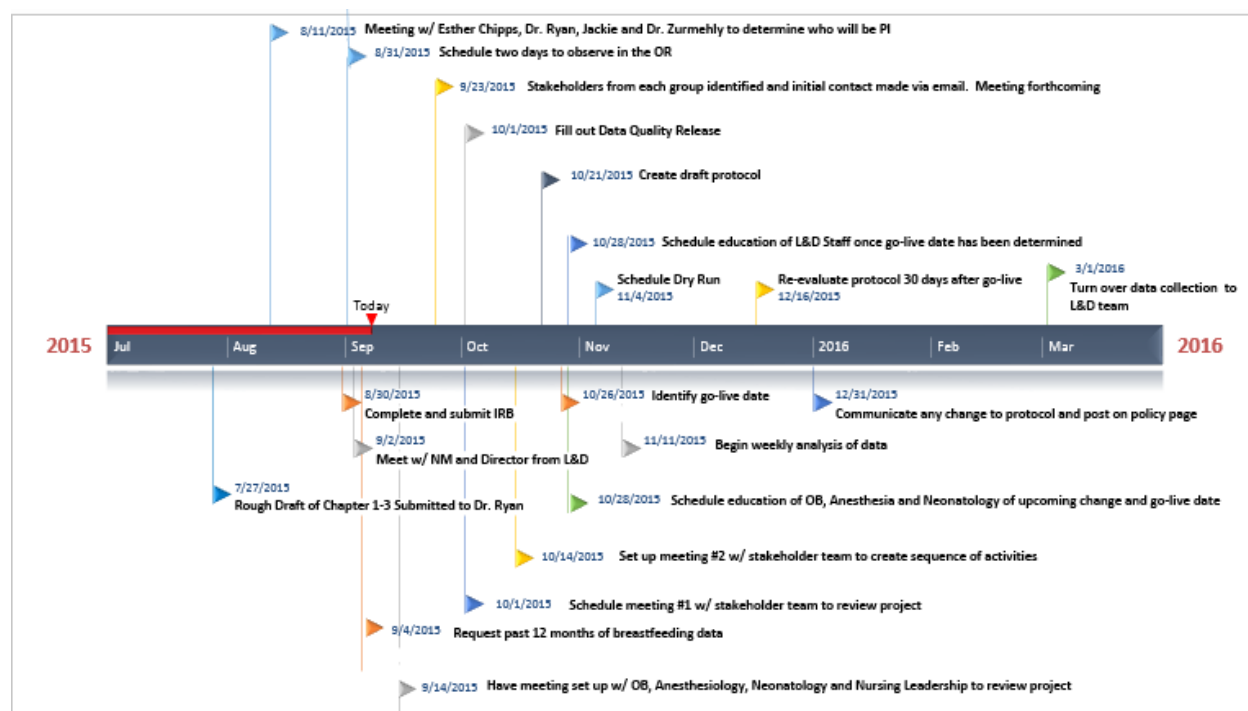 8/11/2015 Meeting w/ Esther Chipps, Dr. Ryan, Jackie and Dr. Zurmehly to determine who will be PI
8/31/2015 Schedule two days to observe in the OR
9/23/2015 Stakeholders from each group identified and initial contact made via email. Meeting forthcoming
10/1/2015 Fill out Data Quality Release
10/21/2015 Create draft protocol
10/28/2015 Schedule education of L&D Staff once go-live date has been determined
Schedule Dry Run
11/4/2015
Re-evaluate protocol 30 days after go-live
12/16/2015
3/1/2016
Turn over data collection to
L&D team
Today
2015 Jul Aug Sep Oct Nov Dec 2016 Feb Mar 2016
8/30/2015
Complete and submit IRB
10/26/2015 Identify go-live date
12/31/2015
Communicate any change to protocol and post on policy page
9/2/2015
Meet w/ NM and Director from L&D
11/11/2015 Begin weekly analysis of data
7/27/2015
Rough Draft of Chapter 1-3 Submitted to Dr. Ryan
10/28/2015 Schedule education of OB, Anesthesia and Neonatology of upcoming change and go-live date
10/14/2015 Set up meeting #2 w/ stakeholder team to create sequence of activities
10/1/2015 Schedule meeting #1 w/ stakeholder team to review project
9/4/2015 Request past 12 months of breastfeeding data
9/14/2015 Have meeting set up w/ OB, Anesthesiology, Neonatology and Nursing Leadership to review project